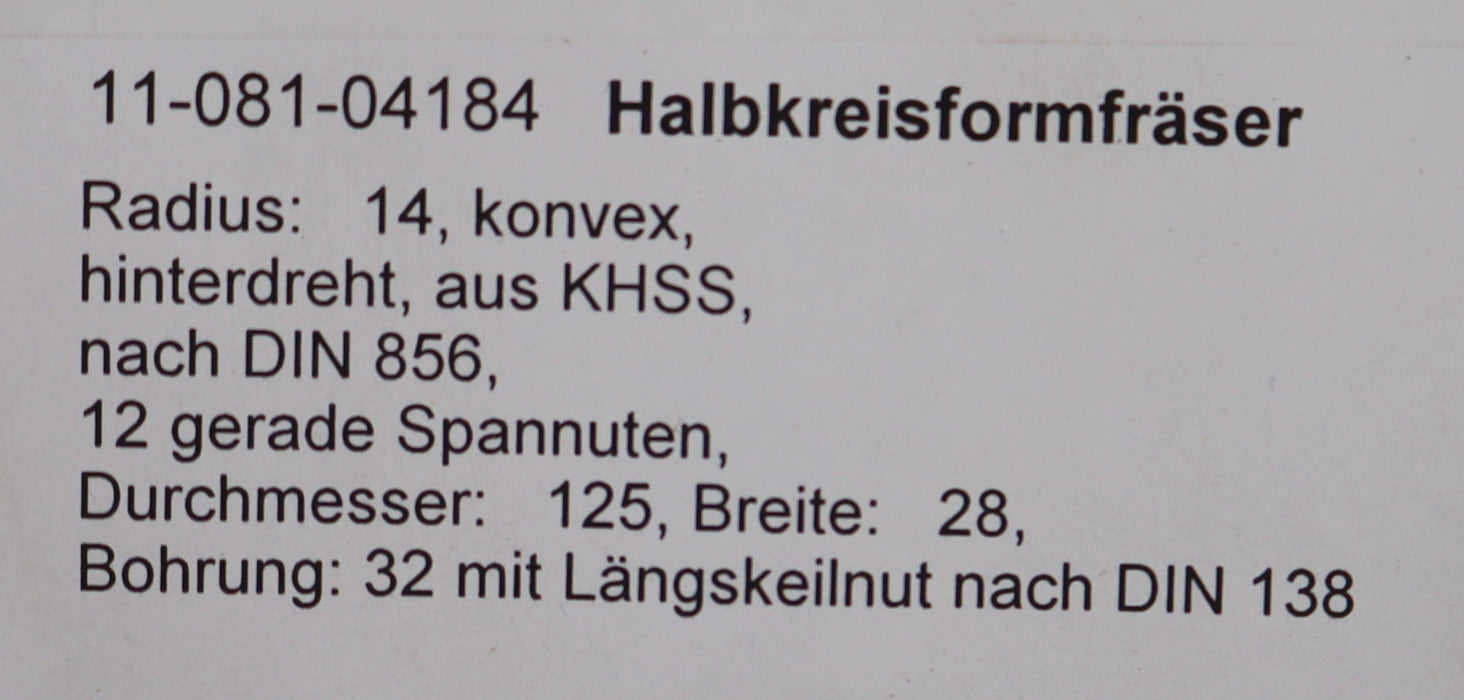 11-081-04184 Halbkreisformfräser
Radius: 14, konvex,
hinterdreht, aus KHSS,
nach DIN 856,
12 gerade Spannuten,
Durchmesser: 125, Breite: 28,
Bohrung: 32 mit Längskeilnut nach DIN 138